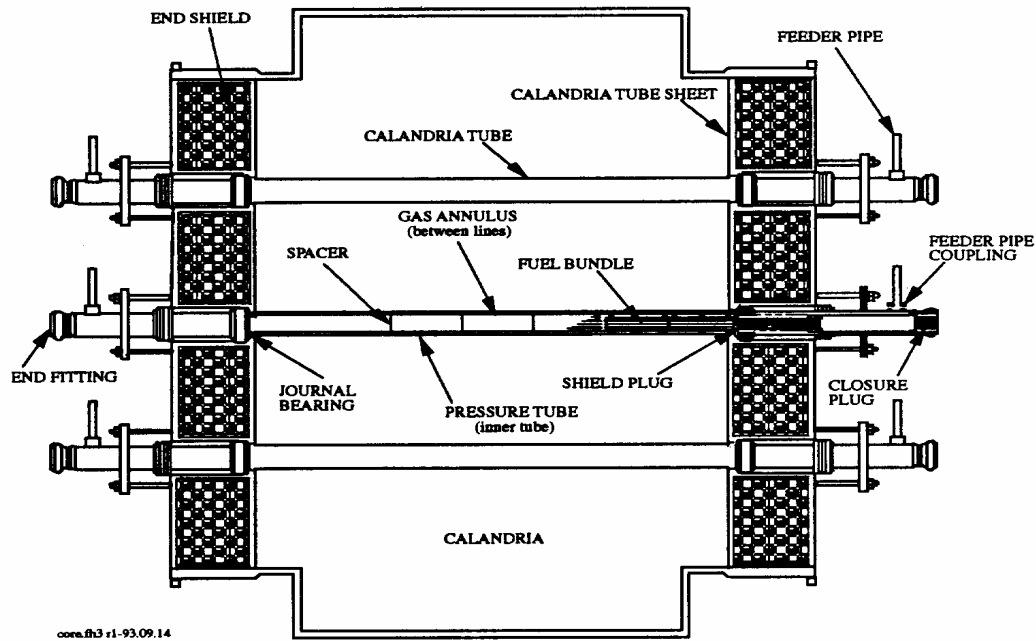 END SHIELD
FEEDER PIPE
CALANDRIA TUBE SHEET
CALANDRIA TUBE
GAS ANNULUS
(between lines)
SPACER
FUEL BUNDLE
FEEDER PIPE
COUPLING
END FITTING
JOURNAL
BEARING
PRESSURE TUBE
(inner tube)
SHIELD PLUG
CLOSURE
PLUG
CALANDRIA
core.fh3 r1-93.09.14